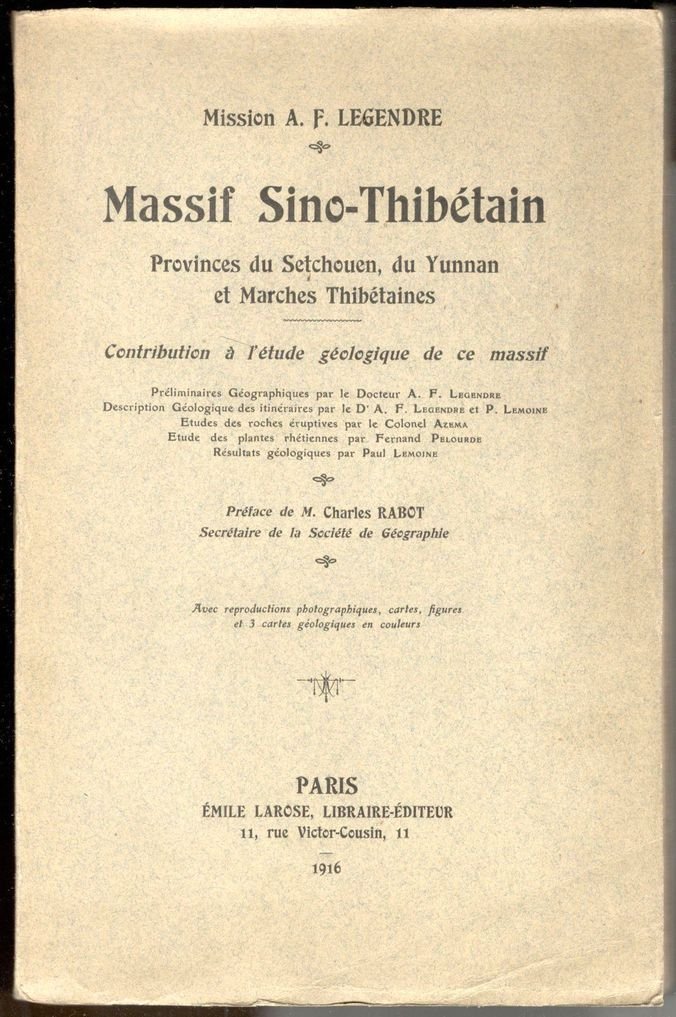 Mission A. F. LEGENDRE
Massif Sino-Thibétain
Provinces du Setchouen, du Yunnan
et Marches Thibétaines
Contribution à l'étude géologique de ce massif
Préliminaires Géographiques par le Docteur A. F. LEGENDRE
Description Géologique des itinéraires par le Dr A. F. LEGENDRE et P. LEMOINE
Etudes des roches éruptives par le Colonel AZEMA
Etude des plantes rhétiennes par Fernand PELOURDE
Résultats géologiques par Paul LEMOINE
Préface de M. Charles RABOT
Secrétaire de la Société de Géographie
Avec reproductions photographiques, cartes, figures
et 3 cartes géologiques en couleurs
PARIS
ÉMILE LAROSE, LIBRAIRE-ÉDITEUR
11, rue Victor-Cousin, 11
1916